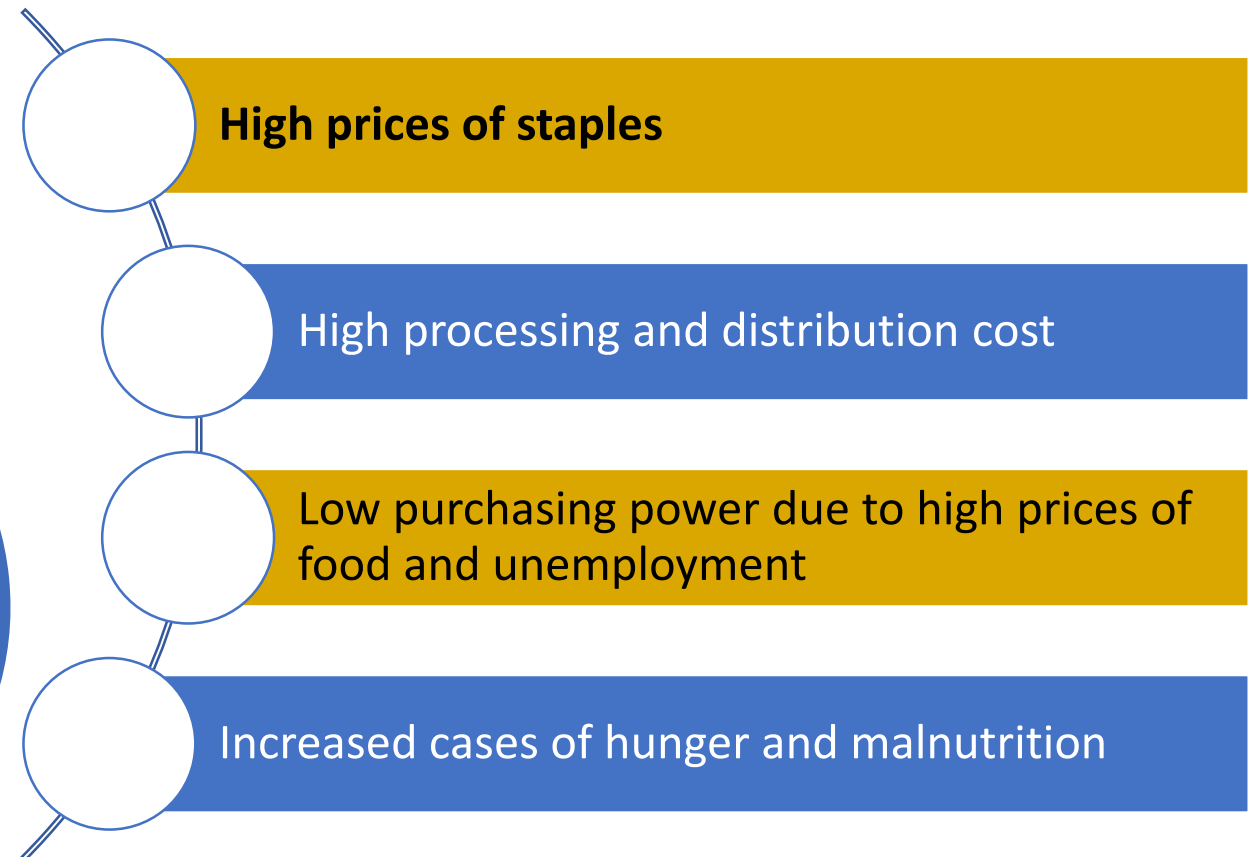 High prices of staples
High processing and distribution cost
Low purchasing power due to high prices of
food and unemployment
Increased cases of hunger and malnutrition